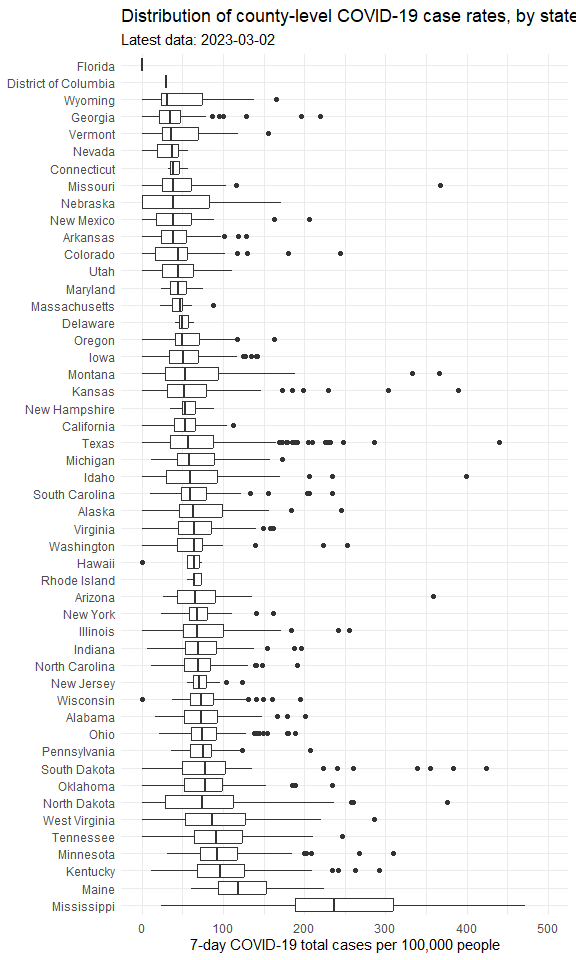 Distribution of county-level COVID-19 case rates, by state
Latest data: 2023-03-02
Florida
District of Columbia
Wyoming
Georgia
Vermont
Nevada
Connecticut
Missouri
Nebraska
New Mexico
Arkansas
Colorado
Utah
Maryland
Massachusetts
Delaware
Oregon
Iowa
Montana
Kansas
New Hampshire
California
Texas
Michigan
Idaho
South Carolina
Alaska
Virginia
Washington
Hawaii
Rhode Island
Arizona
New York
Illinois
Indiana
North Carolina
New Jersey
Wisconsin
Alabama
Ohio
Pennsylvania
South Dakota
Oklahoma
North Dakota
West Virginia
Tennessee
Minnesota
Kentucky
Maine
Mississippi
0 100 200 300 400 500
7-day COVID-19 total cases per 100,000 people